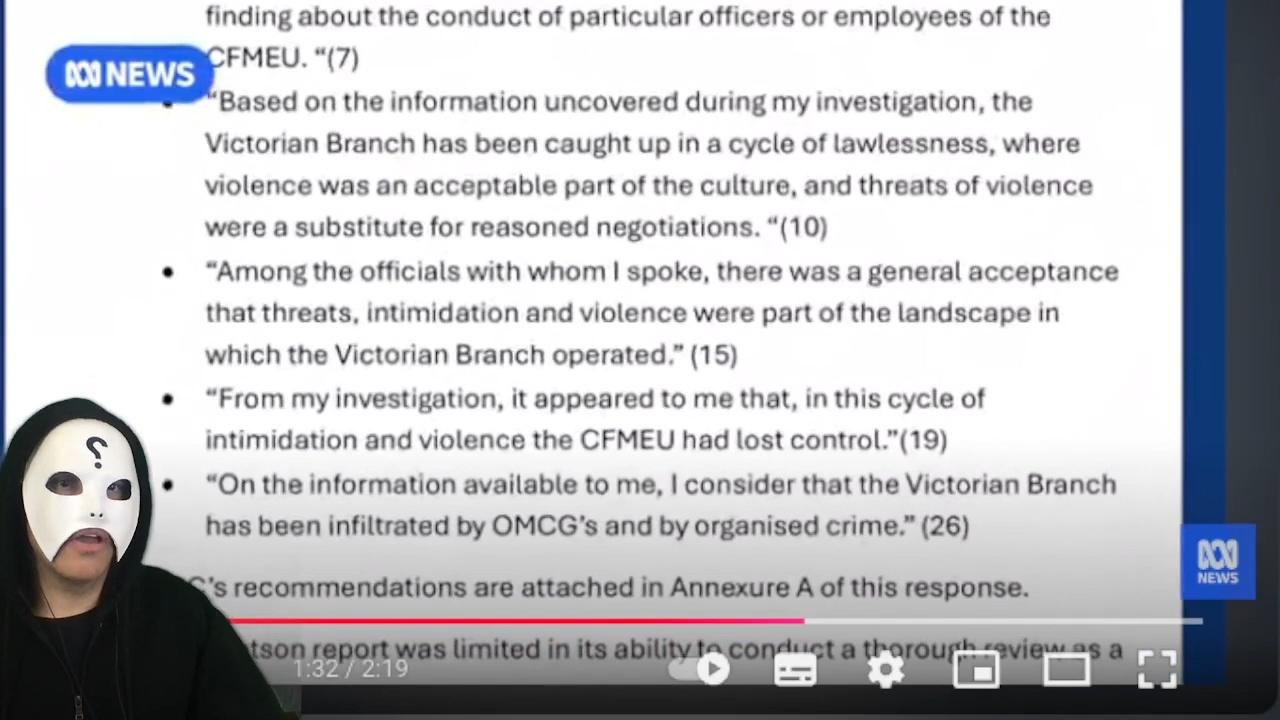 finding about the conduct of particular officers or employees of the
CFMEU. “(7)
NEWS
“Based on the information uncovered during my investigation, the
Victorian Branch has been caught up in a cycle of lawlessness, where
violence was an acceptable part of the culture, and threats of violence
were a substitute for reasoned negotiations. “(10)
“Among the officials with whom I spoke, there was a general acceptance
that threats, intimidation and violence were part of the landscape in
which the Victorian Branch operated.” (15)
“From my investigation, it appeared to me that, in this cycle of
intimidation and violence the CFMEU had lost control.”(19)
“On the information available to me, I consider that the Victorian Branch
has been infiltrated by OMCG’s and by organised crime.” (26)
NEWS
’s recommendations are attached in Annexure A of this response.
tson report was limited in its ability to conduct a thorough review as a
1:32 / 2:19
?